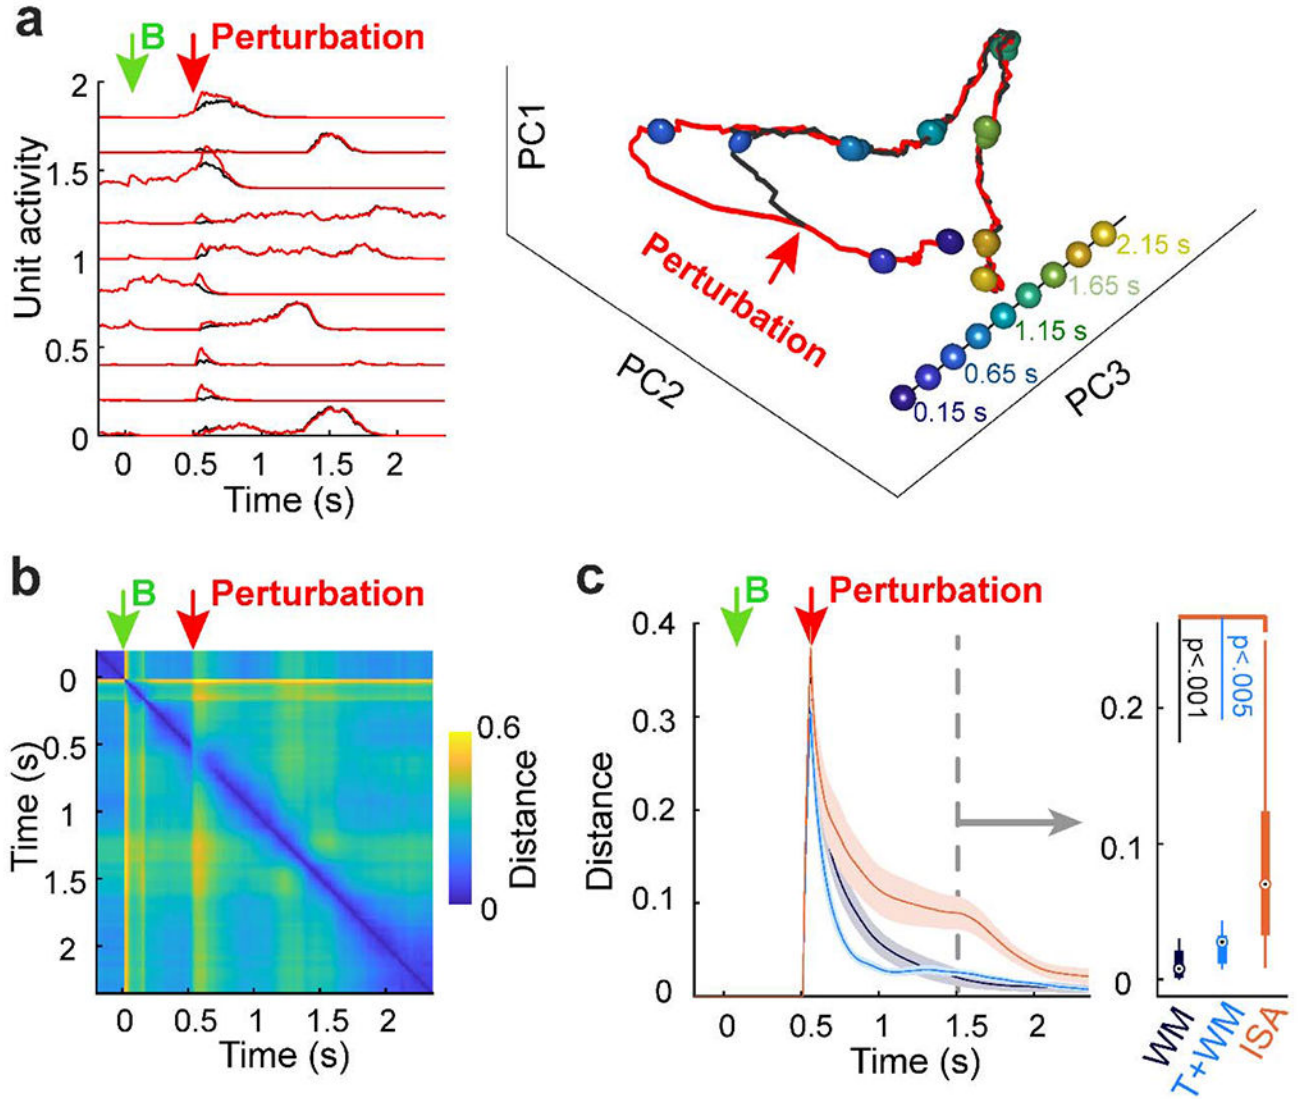 a
B
Perturbation
2
1.5
1
0.5
0
Unit activity
0 0.5 1 1.5 2
Time (s)
PC1
PC2
PC3
Perturbation
2.15 s
1.65 s
1.15 s
0.65 s
0.15 s
b
B
Perturbation
0
0.5
1
1.5
2
Time (s)
0 0.5 1 1.5 2
Time (s)
0.6
0
Distance
c
B
Perturbation
0.4
0.3
0.2
0.1
0
Distance
0 0.5 1 1.5 2
Time (s)
p<.001
p<.005
0.2
0.1
0
WM
T+WM
ISA